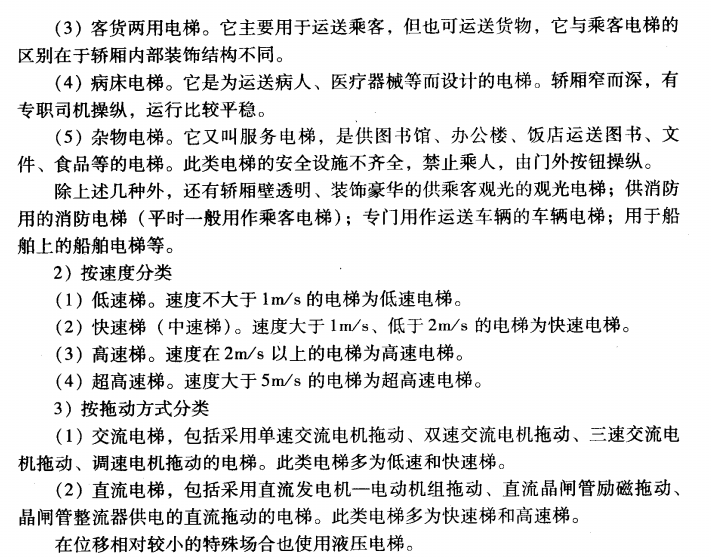 （3）客货两用电梯。它主要用于运送乘客，但也可运送货物，它与乘客电梯的
区别在于轿厢内部装饰结构不同。
（4）病床电梯。它是为运送病人、医疗器械等而设计的电梯。轿厢窄而深，有
专职司机操纵，运行比较平稳。
（5）杂物电梯。它又叫服务电梯，是供图书馆、办公楼、饭店运送图书、文
件、食品等的电梯。此类电梯的安全设施不齐全，禁止乘人，由门外按钮操纵。
除上述几种外，还有轿厢壁透明、装饰豪华的供乘客观光的观光电梯；供消防
用的消防电梯（平时一般用作乘客电梯）；专门用作运送车辆的车辆电梯；用于船
舶上的船舶电梯等。
2）按速度分类
（1）低速梯。速度不大于1m/s的电梯为低速电梯。
（2）快速梯（中速梯）。速度大于1m/s、低于2m/s的电梯为快速电梯。
（3）高速梯。速度在2m/s以上的电梯为高速电梯。
（4）超高速梯。速度大于5m/s的电梯为超高速电梯。
3）按拖动方式分类
（1）交流电梯，包括采用单速交流电机拖动、双速交流电机拖动、三速交流电
机拖动、调速电机拖动的电梯。此类电梯多为低速和快速梯。
（2）直流电梯，包括采用直流发电机—电动机组拖动、直流晶闸管励磁拖动、
晶闸管整流器供电的直流拖动的电梯。此类电梯多为快速梯和高速梯。
在位移相对较小的特殊场合也使用液压电梯。